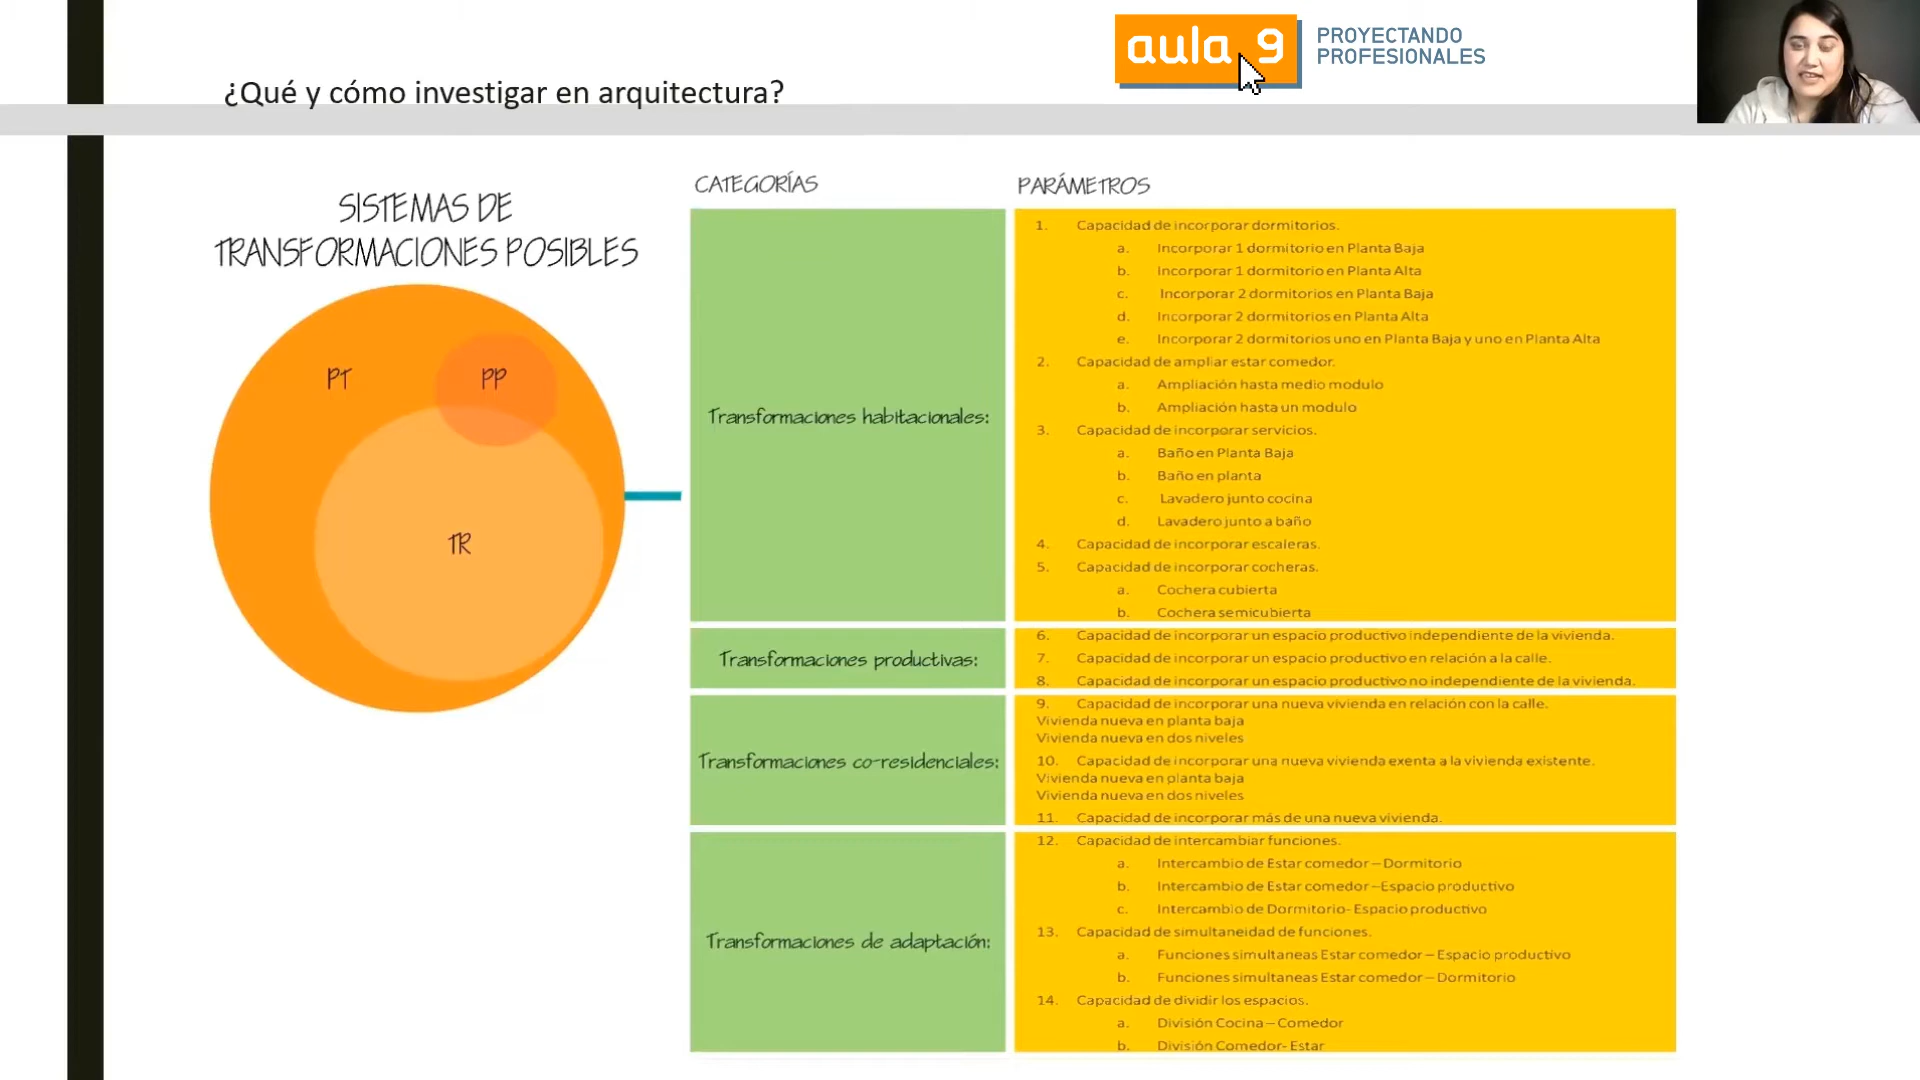 aula 9
PROYECTANDO
PROFESIONALES
¿Qué y cómo investigar en arquitectura?
SISTEMAS DE
TRANSFORMACIONES POSIBLES
PT
PP
TR
CATEGORÍAS
PARÁMETROS
Transformaciones habitacionales:
1. Capacidad de incorporar dormitorios.
a. Incorporar 1 dormitorio en Planta Baja
b. Incorporar 1 dormitorio en Planta Alta
c. Incorporar 2 dormitorios en Planta Baja
d. Incorporar 2 dormitorios en Planta Alta
e. Incorporar 2 dormitorios uno en Planta Baja y uno en Planta Alta
2. Capacidad de ampliar estar comedor.
a. Ampliación hasta medio modulo
b. Ampliación hasta un modulo
3. Capacidad de incorporar servicios.
a. Baño en Planta Baja
b. Baño en planta
c. Lavadero junto cocina
d. Lavadero junto a baño
4. Capacidad de incorporar escaleras.
5. Capacidad de incorporar cocheras.
a. Cochera cubierta
b. Cochera semicubierta
Transformaciones productivas:
6. Capacidad de incorporar un espacio productivo independiente de la vivienda.
7. Capacidad de incorporar un espacio productivo en relación a la calle.
8. Capacidad de incorporar un espacio productivo no independiente de la vivienda.
Transformaciones co-residenciales:
9. Capacidad de incorporar una nueva vivienda en relación con la calle.
Vivienda nueva en planta baja
Vivienda nueva en dos niveles
10. Capacidad de incorporar una nueva vivienda exenta a la vivienda existente.
Vivienda nueva en planta baja
Vivienda nueva en dos niveles
11. Capacidad de incorporar más de una nueva vivienda.
Transformaciones de adaptación:
12. Capacidad de intercambiar funciones.
a. Intercambio de Estar comedor – Dormitorio
b. Intercambio de Estar comedor –Espacio productivo
c. Intercambio de Dormitorio- Espacio productivo
13. Capacidad de simultaneidad de funciones.
a. Funciones simultaneas Estar comedor – Espacio productivo
b. Funciones simultaneas Estar comedor – Dormitorio
14. Capacidad de dividir los espacios.
a. División Cocina – Comedor
b. División Comedor- Estar